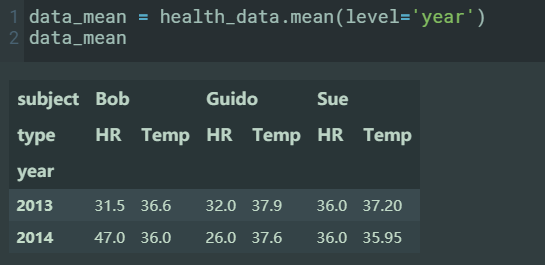 1 data_mean = health_data.mean(level='year')
2 data_mean
subject Bob Guido Sue
type HR Temp HR Temp HR Temp
year
2013 31.5 36.6 32.0 37.9 36.0 37.20
2014 47.0 36.0 26.0 37.6 36.0 35.95